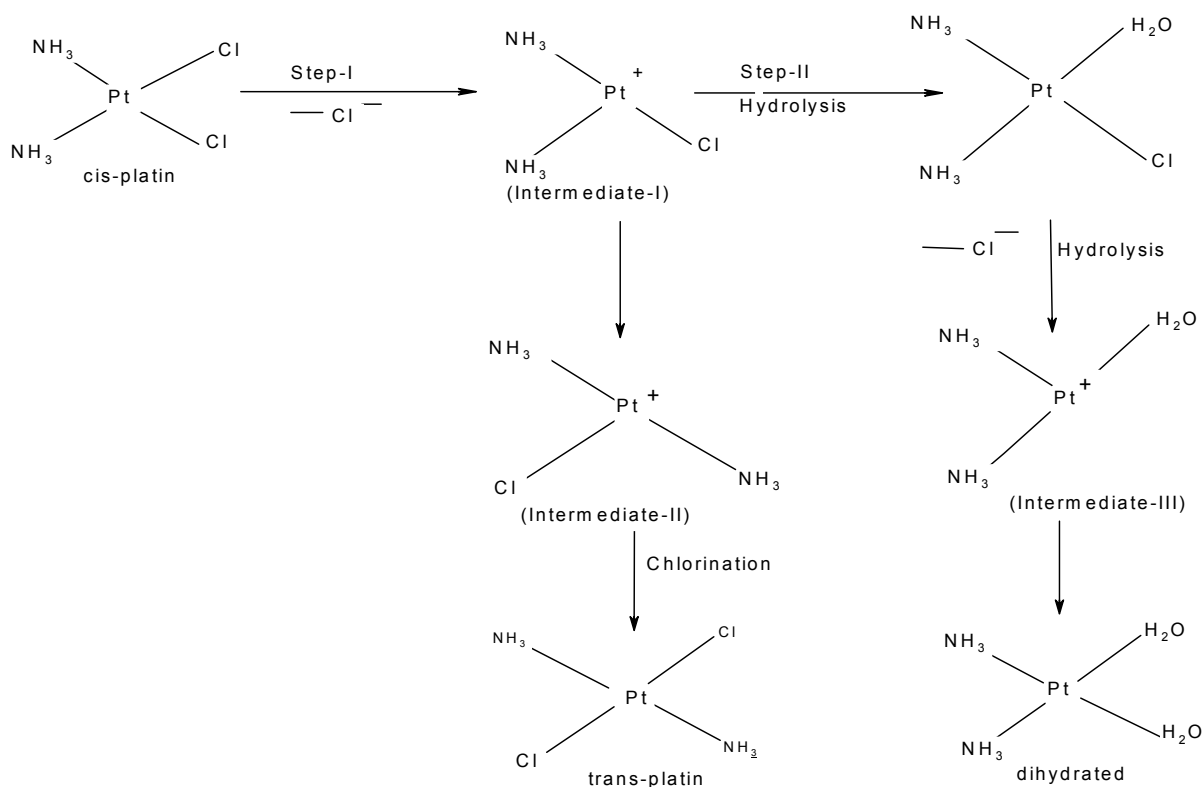 NH3
Cl
Pt
NH3
Cl
cis-platin
Step-I
— Cl —
NH3
Pt +
NH3
Cl
(Intermediate-I)
Step-II
Hydrolysis
NH3
H2O
Pt
NH3
Cl
— Cl —
Hydrolysis
NH3
Pt +
Cl
NH3
(Intermediate-II)
Chlorination
NH3
H2O
Pt +
NH3
(Intermediate-III)
NH3
Cl
Pt
Cl
NH3
trans-platin
NH3
H2O
Pt
NH3
H2O
dihydrated